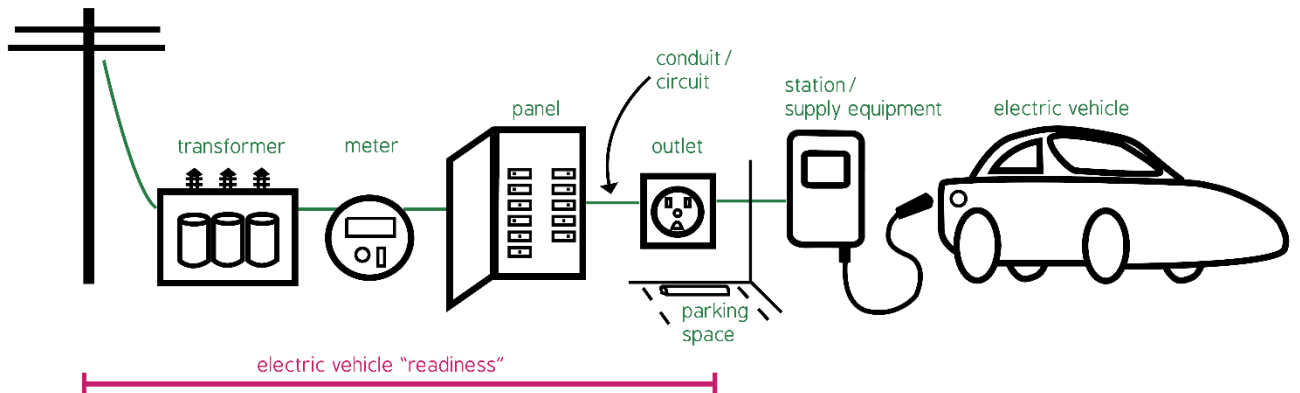 conduit /
circuit
station /
supply equipment
electric vehicle
panel
transformer
meter
outlet
parking
space
electric vehicle “readiness”